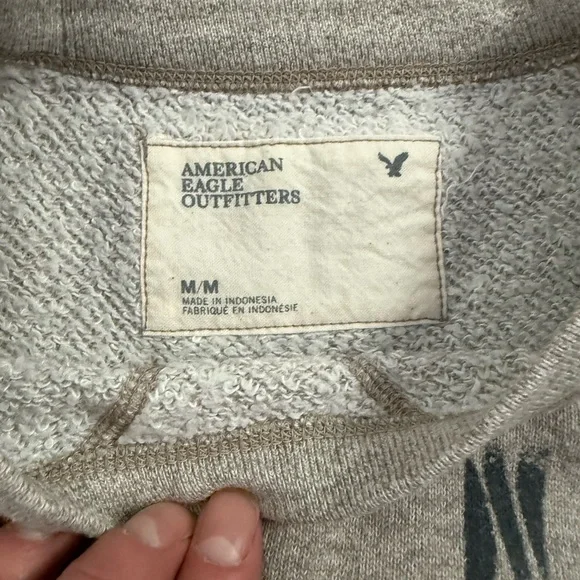 AMERICAN
EAGLE
OUTFITTERS
M/M
MADE IN INDONESIA
FABRIQUÉ EN INDONÉSIE